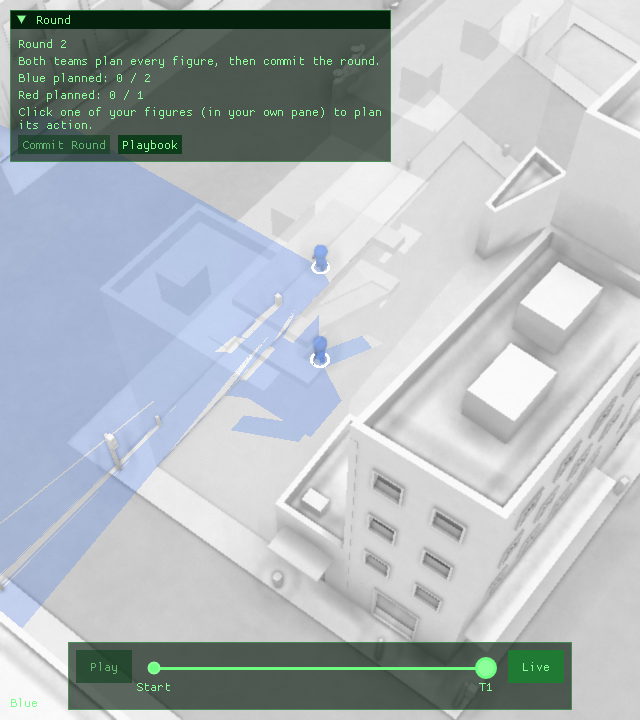 Round
Round 2
Both teams plan every figure, then commit the round.
Blue planned: 0 / 2
Red planned: 0 / 1
Click one of your figures (in your own pane) to plan
its action.
Commit Round
Playbook
Play
Start
T1
Live
Blue